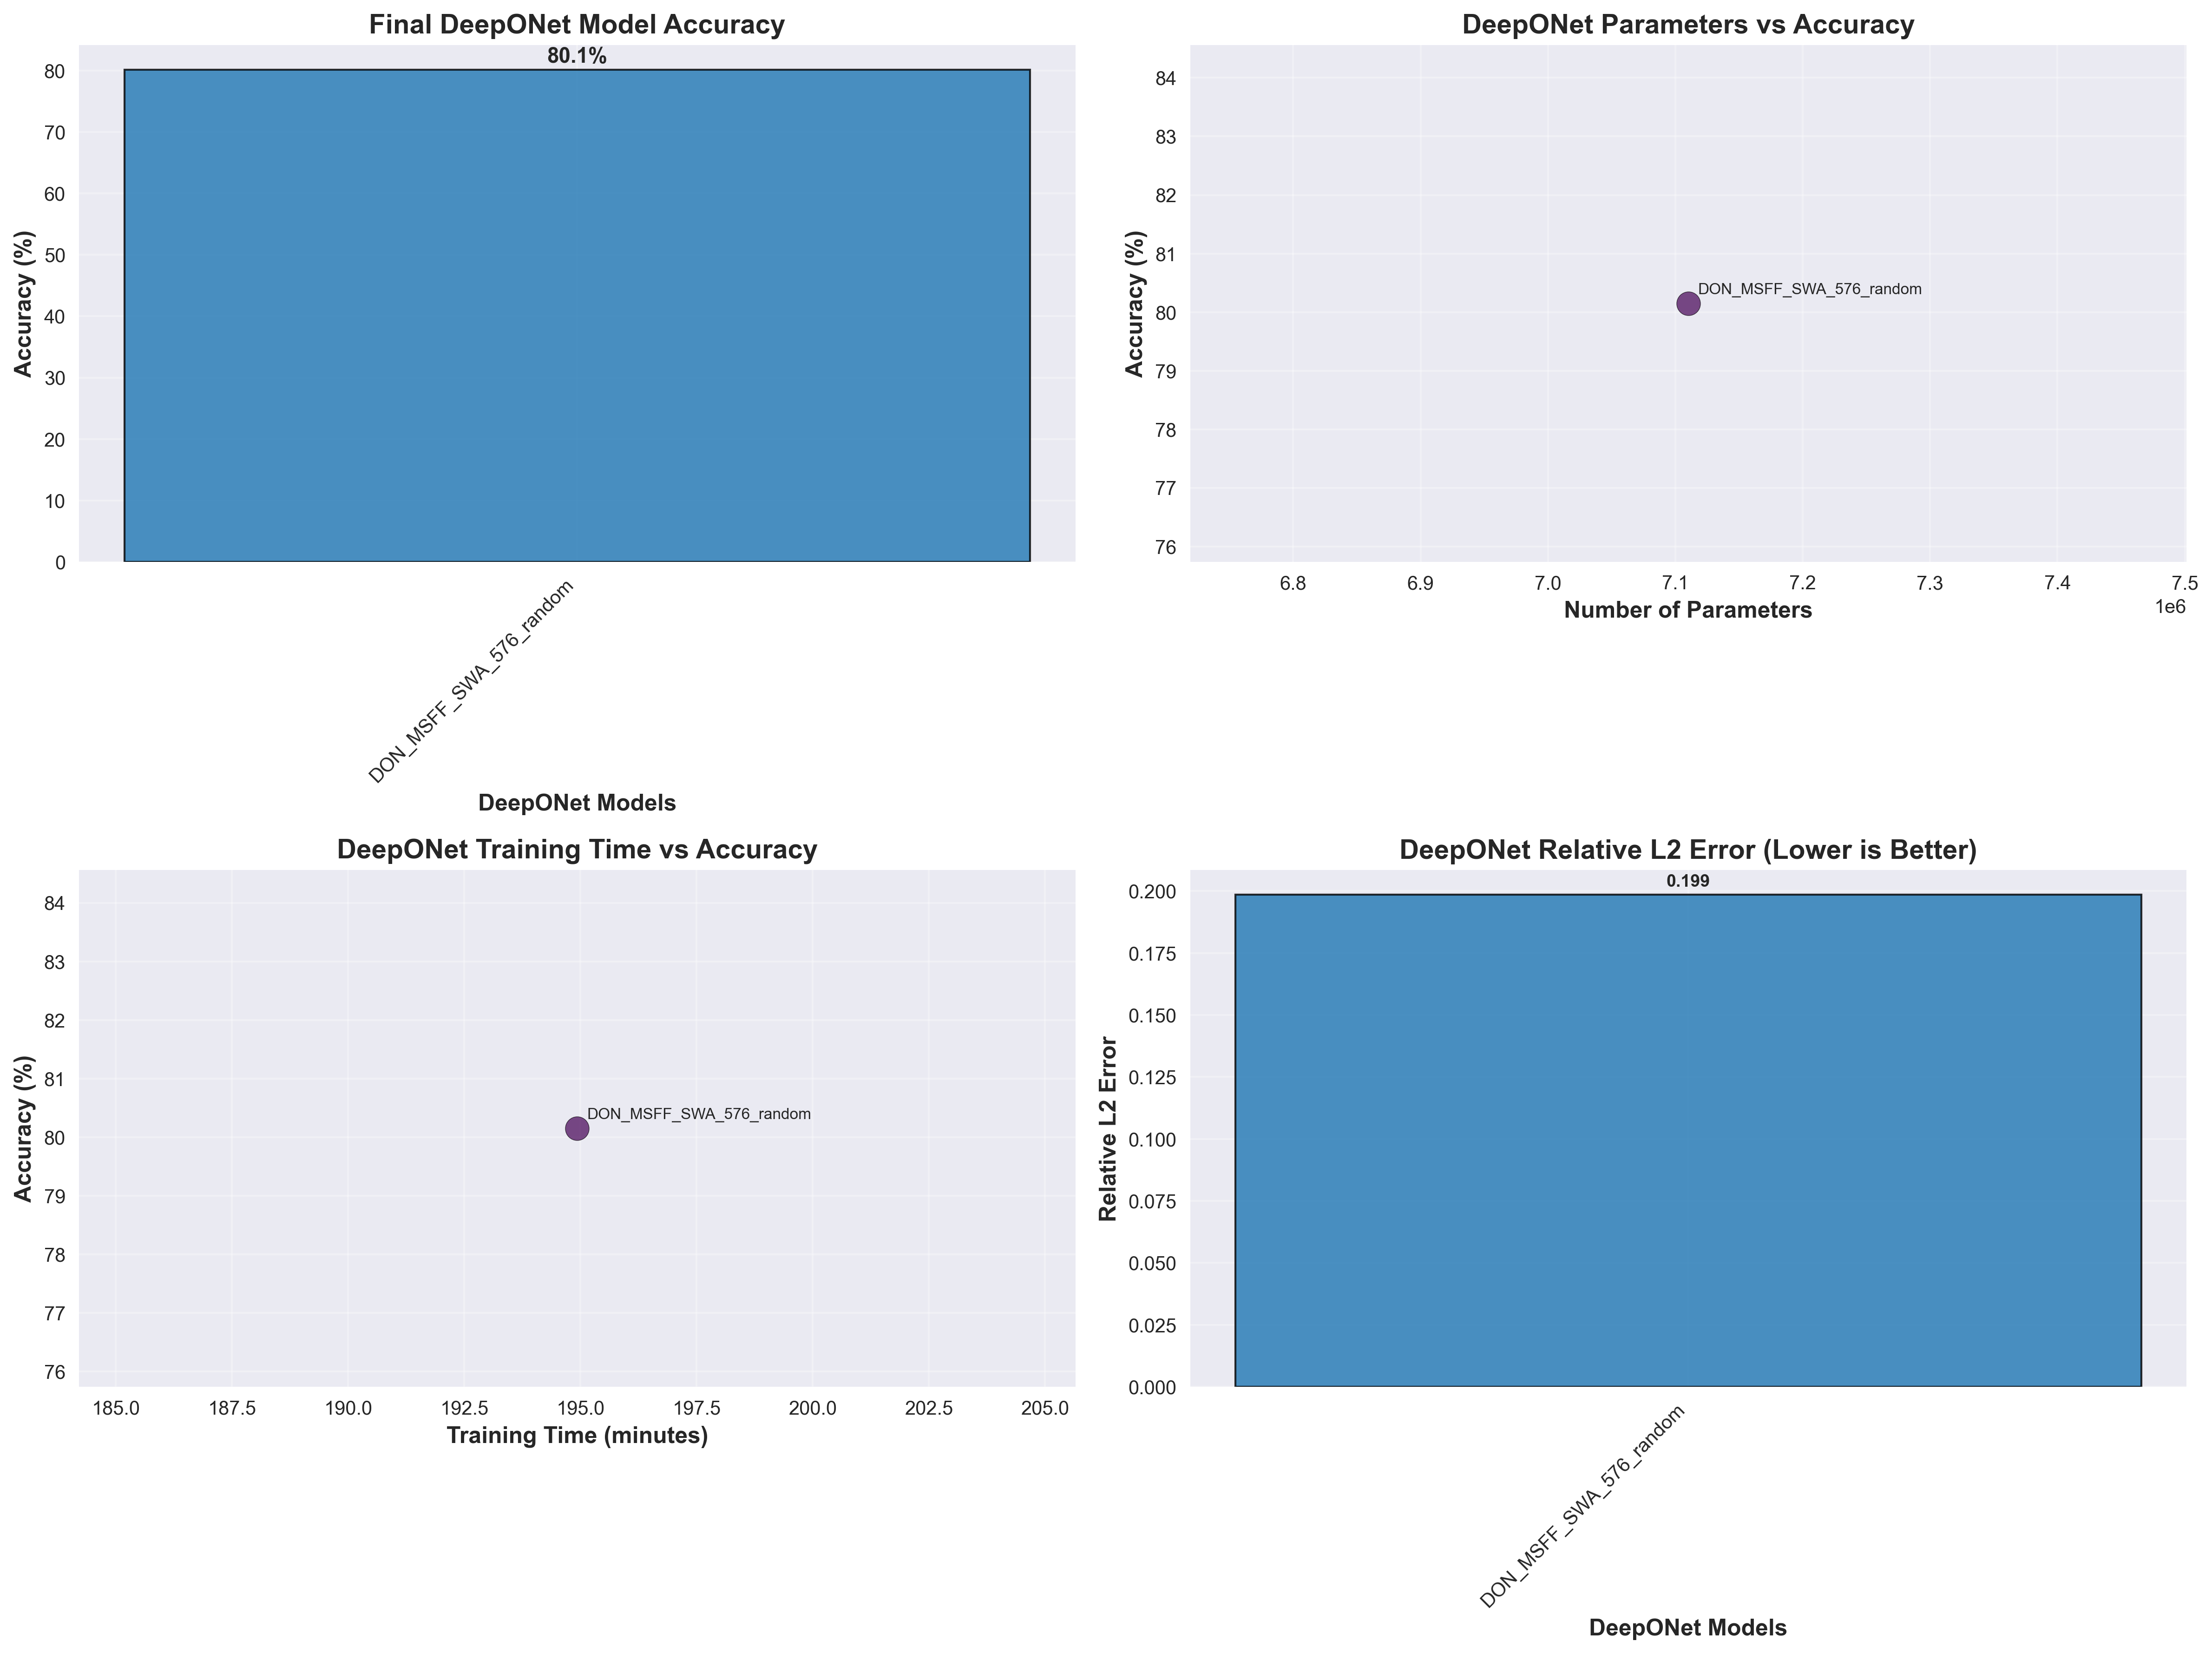 Final DeepONet Model Accuracy
80.1%
80
70
60
50
40
30
20
10
0
Accuracy (%)
DON_MSFF_SWA_576_random
DeepONet Models
DeepONet Parameters vs Accuracy
84
83
82
81
80
79
78
77
76
Accuracy (%)
DON_MSFF_SWA_576_random
6.8 6.9 7.0 7.1 7.2 7.3 7.4 7.5
1e6
Number of Parameters
DeepONet Training Time vs Accuracy
84
83
82
81
80
79
78
77
76
Accuracy (%)
DON_MSFF_SWA_576_random
185.0 187.5 190.0 192.5 195.0 197.5 200.0 202.5 205.0
Training Time (minutes)
DeepONet Relative L2 Error (Lower is Better)
0.199
0.200
0.175
0.150
0.125
0.100
0.075
0.050
0.025
0.000
Relative L2 Error
DON_MSFF_SWA_576_random
DeepONet Models